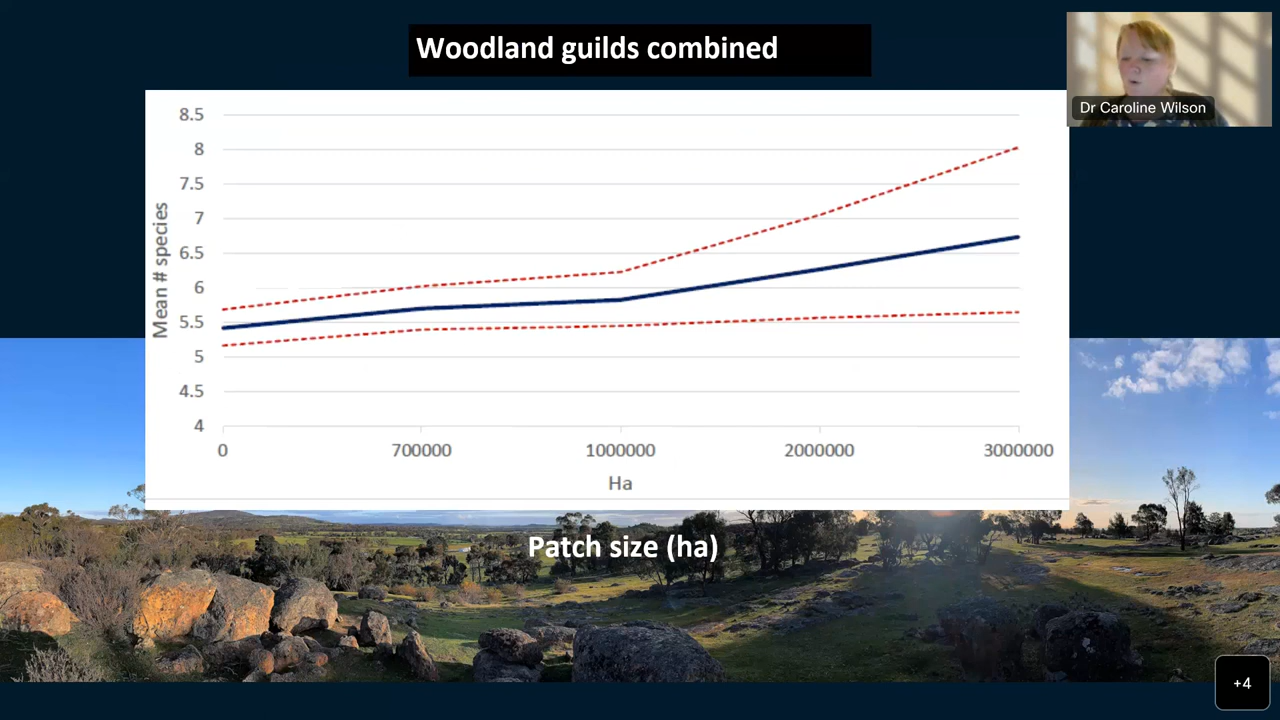 Woodland guilds combined
Dr Caroline Wilson
8.5
8
7.5
7
6.5
6
5.5
5
4.5
4
Mean # species
0 700000 1000000 2000000 3000000
Ha
Patch size (ha)
+4